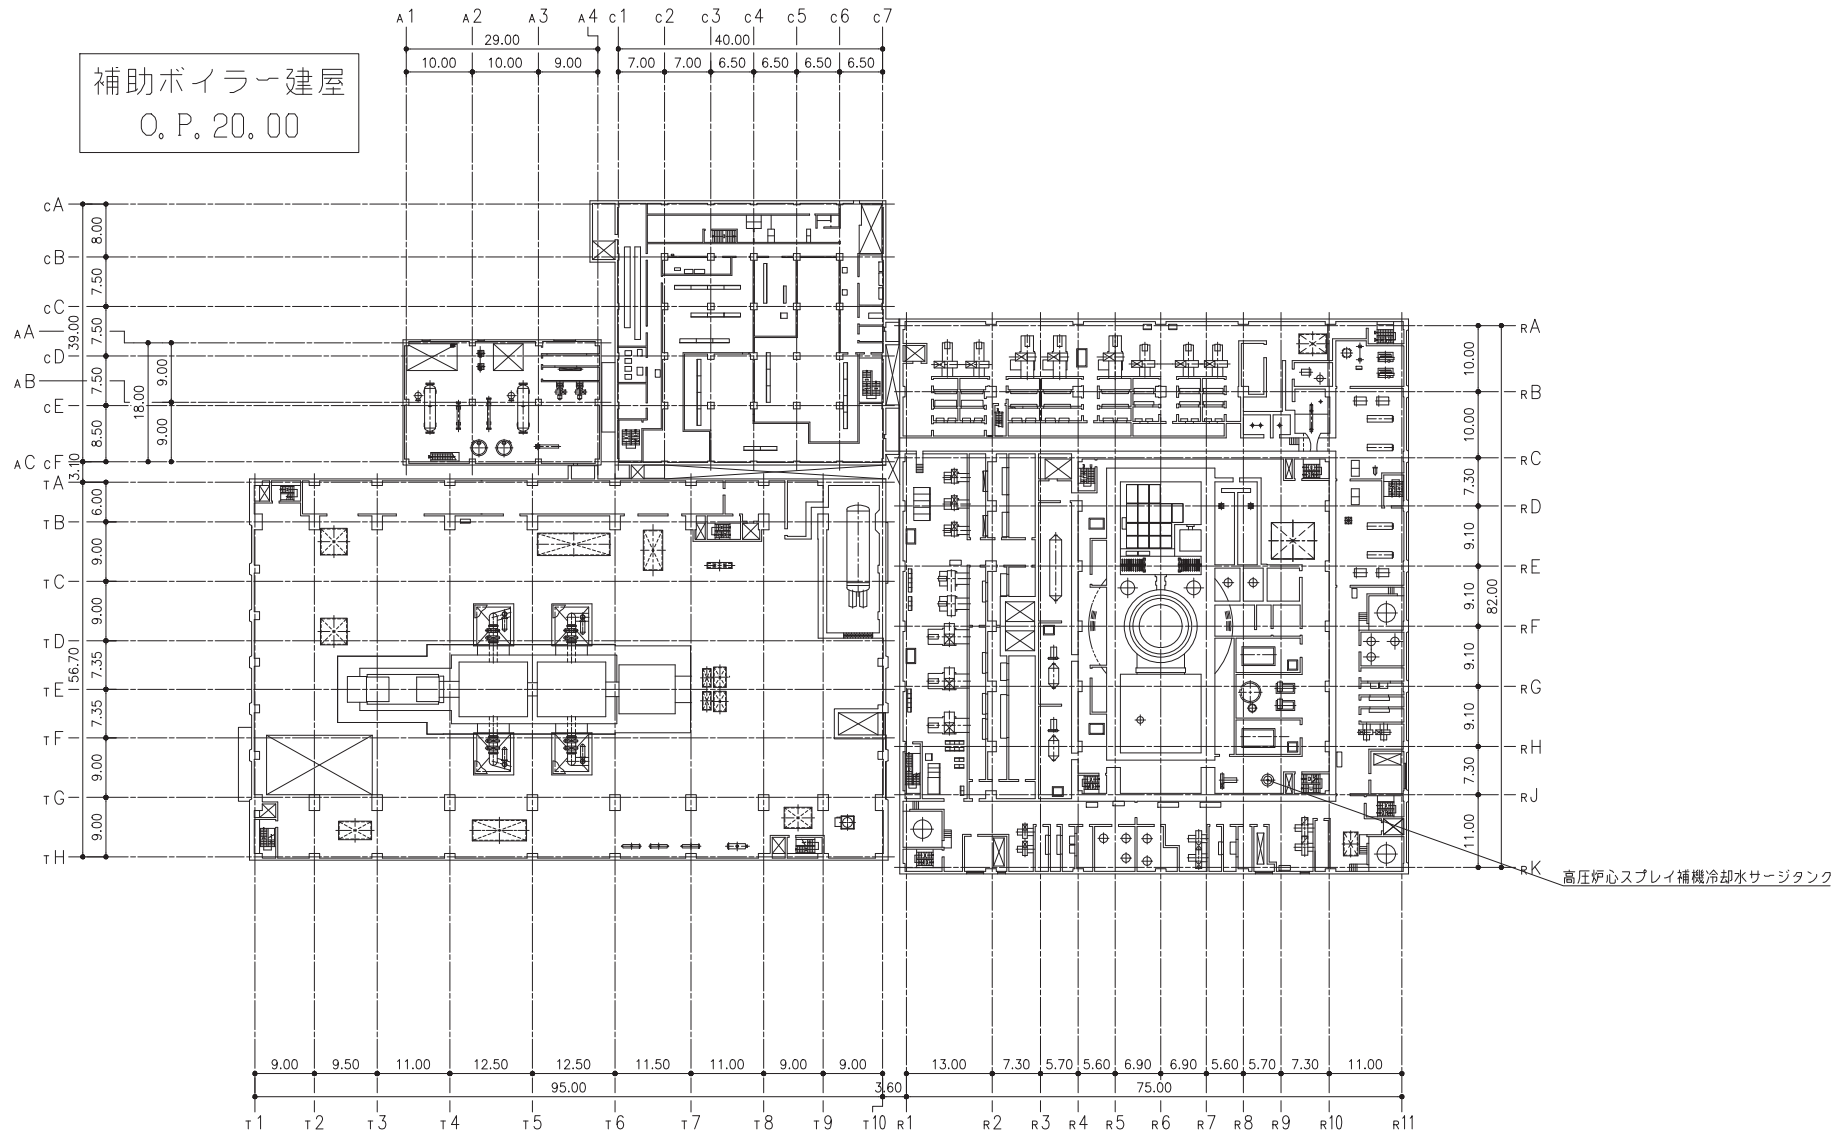 A1 A2 A3 A4 C1 C2 C3 C4 C5 C6 C7
29.00 40.00
10.00 10.00 9.00 7.00 7.00 6.50 6.50 6.50 6.50
補助ボイラー建屋
O.P.20.00
cA
8.00
cB
7.50
cC
AA
39.00
7.50
cD
AB
7.50
cE
8.50
AC cF
3.10
18.00
9.00
9.00
TA
6.00
TB
9.00
TC
9.00
TD
56.70
7.35
TE
7.35
TF
9.00
TG
9.00
TH
RA
10.00
RB
10.00
RC
7.30
RD
9.10
RE
9.10
82.00
RF
9.10
RG
9.10
RH
7.30
RJ
11.00
RK
高圧炉心スプレイ補機冷却水サージタンク
9.00 9.50 11.00 12.50 12.50 11.50 11.00 9.00 9.00 13.00 7.30 5.70 5.60 6.90 6.90 5.60 5.70 7.30 11.00
95.00 3.60 75.00
T1 T2 T3 T4 T5 T6 T7 T8 T9 T10 R1 R2 R3 R4 R5 R6 R7 R8 R9 R10 R11